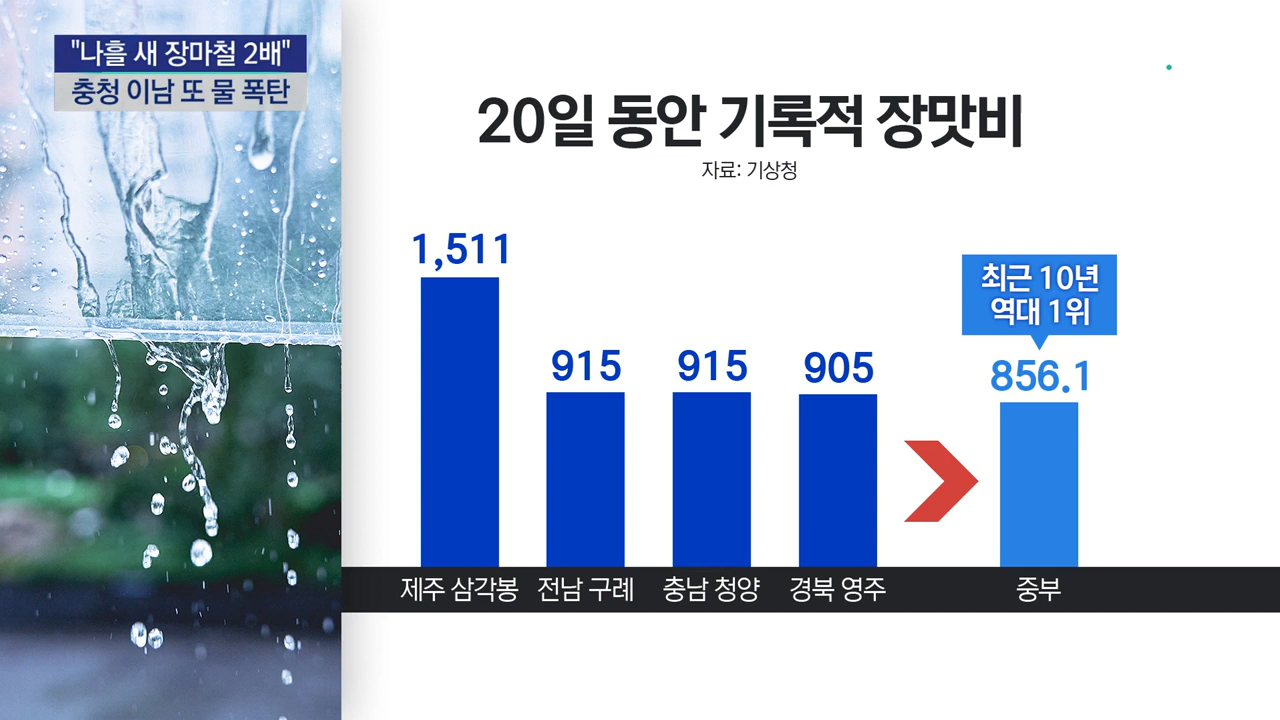 "나흘 새 장마철 2배"
충청 이남 또 물 폭탄
20일 동안 기록적 장맛비
자료: 기상청
1,511
915
915
905
최근 10년
역대 1위
856.1
제주 삼각봉
전남 구례
충남 청양
경북 영주
중부